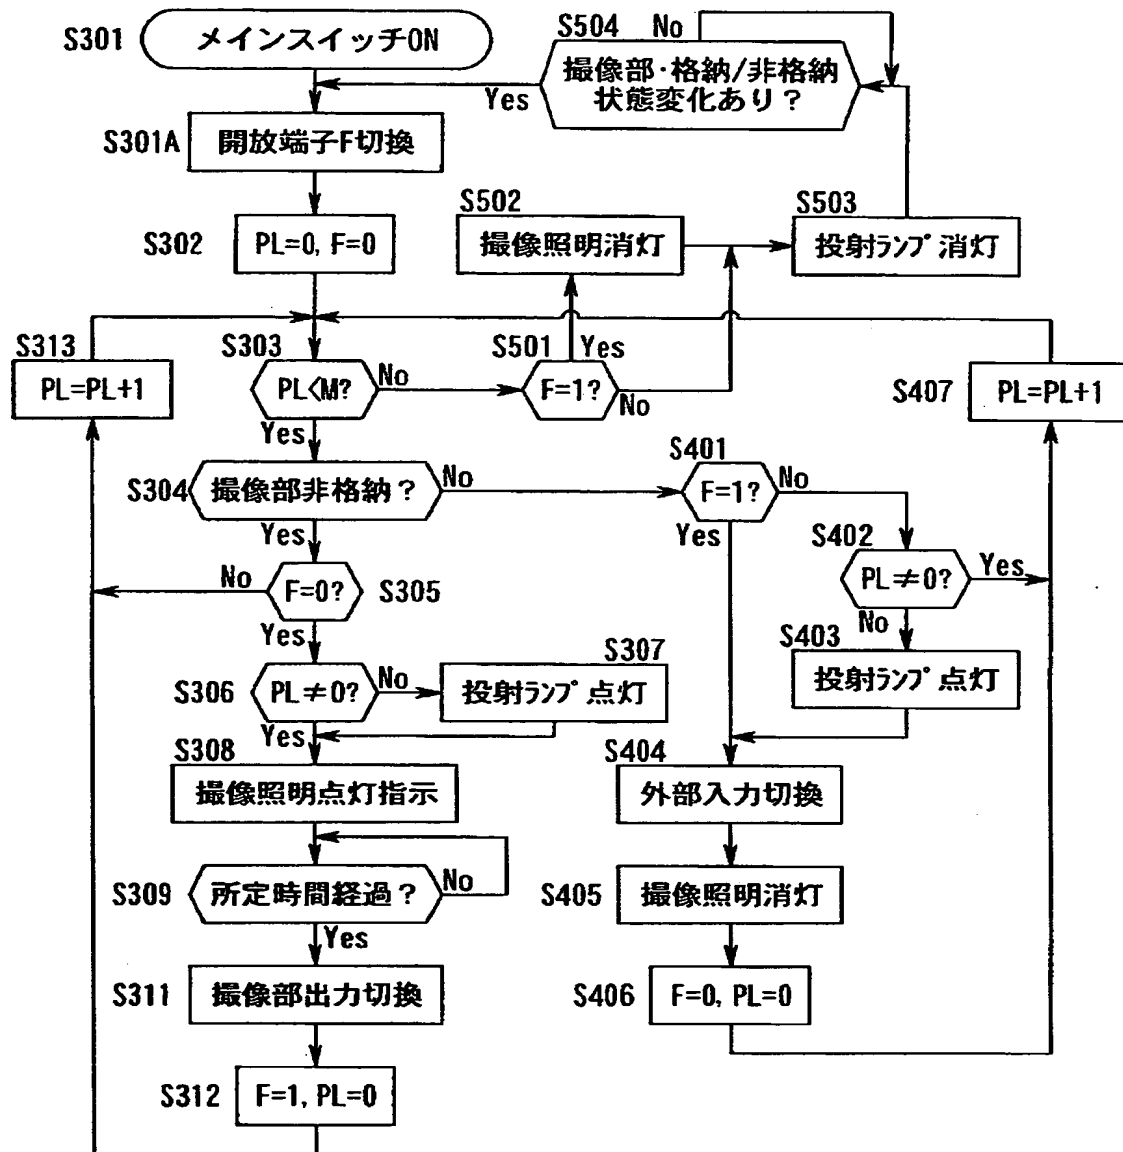 S301
メインスイッチON
S504
No
撮像部・格納/非格納
状態変化あり？
Yes
S301A
開放端子F切換
S302
PL=0, F=0
S502
撮像照明消灯
S503
投射ランプ消灯
S313
PL=PL+1
S303
PL<M?
No
Yes
S501
Yes
F=1?
No
S407
PL=PL+1
S304
撮像部非格納？
No
Yes
S401
F=1?
No
Yes
S402
PL≠0?
Yes
No
S305
F=0?
No
Yes
S403
投射ランプ点灯
S306
PL≠0?
No
Yes
S307
投射ランプ点灯
S308
撮像照明点灯指示
S404
外部入力切換
S309
所定時間経過？
No
Yes
S405
撮像照明消灯
S311
撮像部出力切換
S406
F=0, PL=0
S312
F=1, PL=0